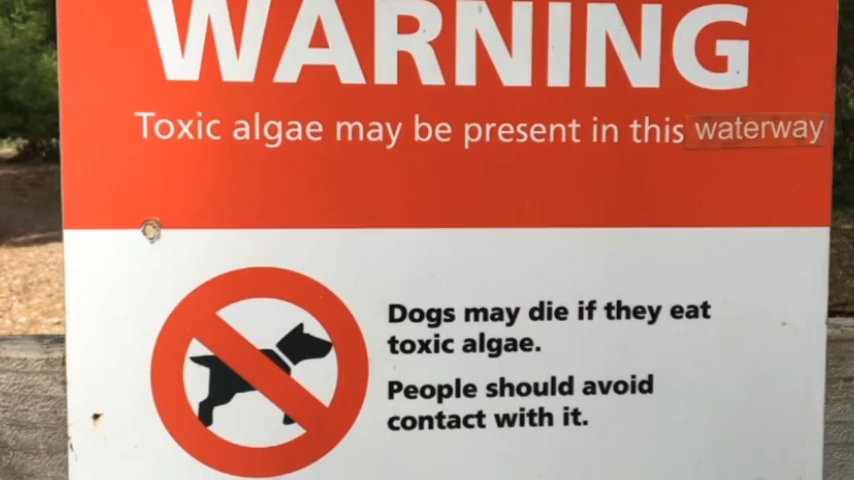 WARNING
Toxic algae may be present in this waterway
Dogs may die if they eat
toxic algae.
People should avoid
contact with it.